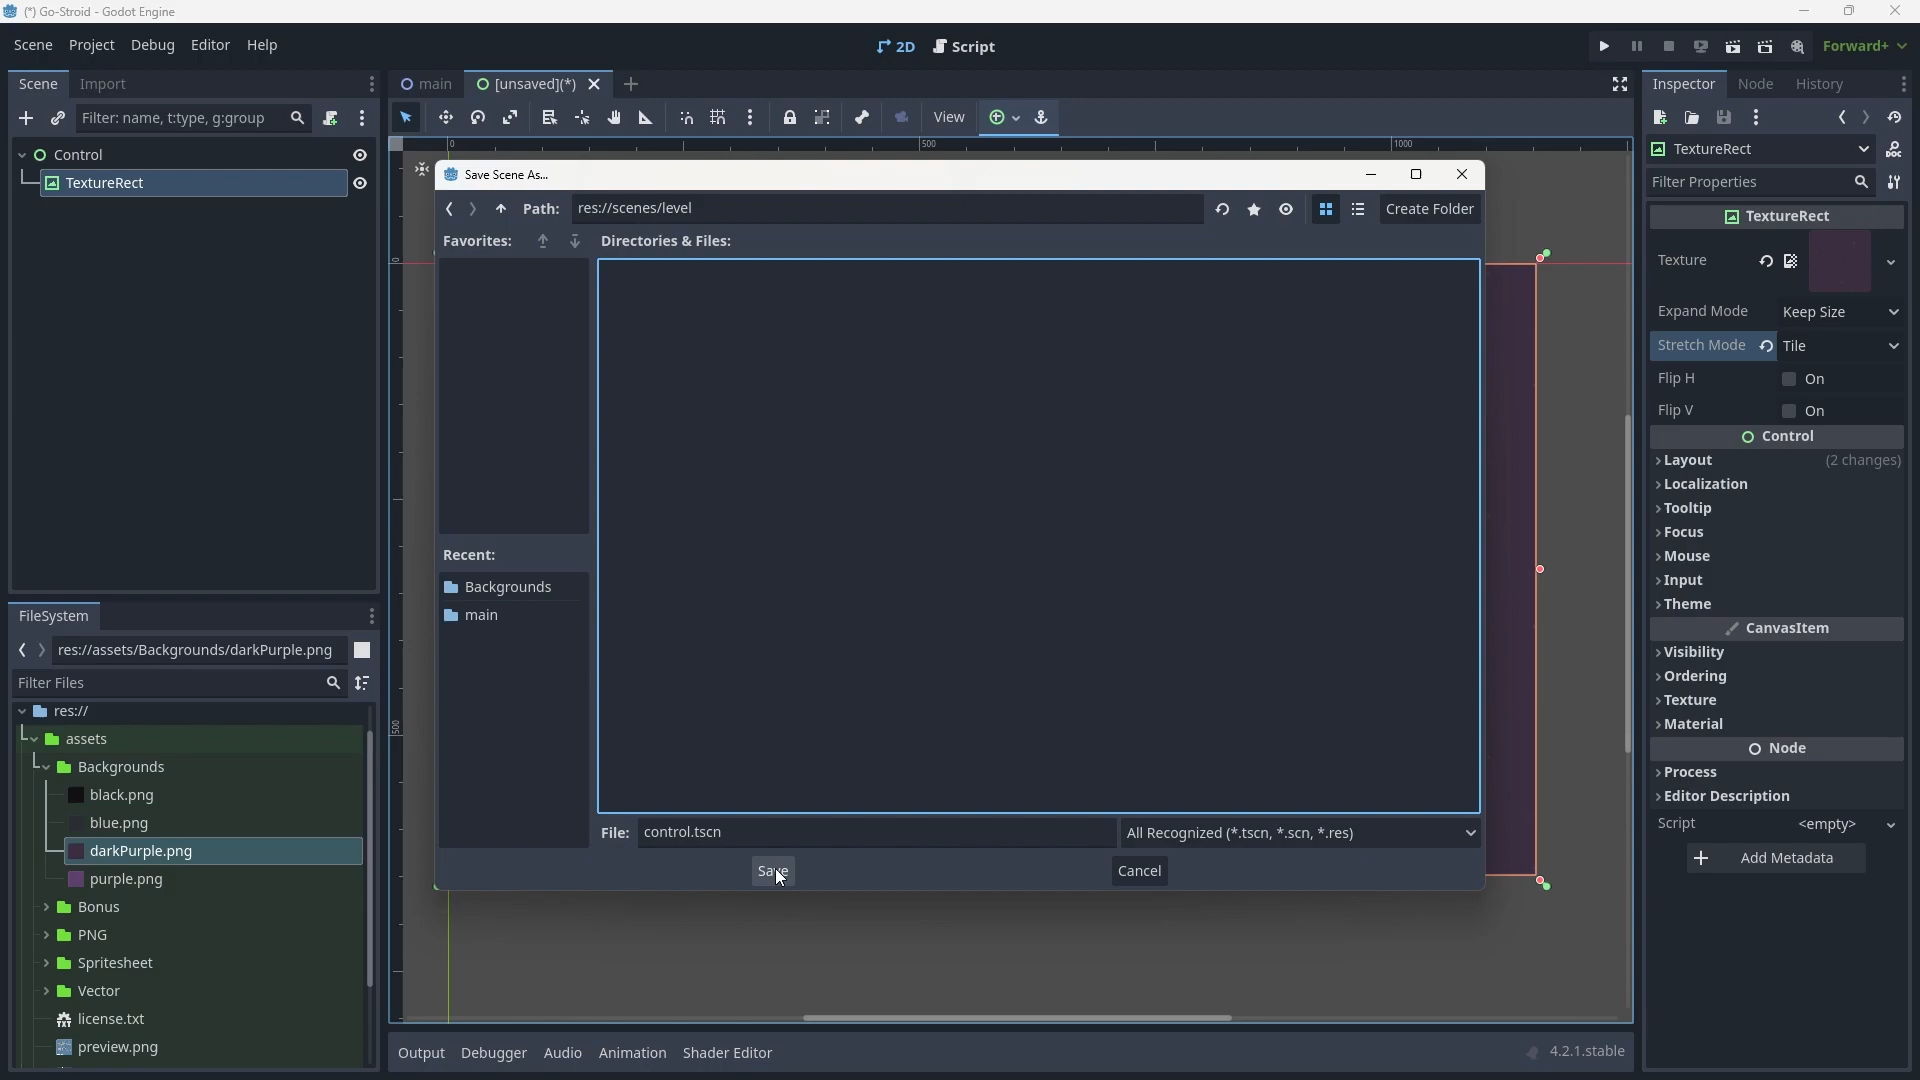 (*) Go-Stroid - Godot Engine
Scene Project Debug Editor Help
2D Script
Forward+
Scene Import
main [unsaved](*)
Inspector Node History
Filter: name, t:type, g:group
View
Control
TextureRect
TextureRect
Filter Properties
TextureRect
Texture
Expand Mode Keep Size
Stretch Mode Tile
Flip H On
Flip V On
Control
Layout (2 changes)
Localization
Tooltip
Focus
Mouse
Input
Theme
CanvasItem
Visibility
Ordering
Texture
Material
Node
Process
Editor Description
Script <empty>
Add Metadata
0 500 1000
0
500
Save Scene As...
Path: res://scenes/level Create Folder
Favorites: Directories & Files:
Recent:
Backgrounds
main
File: control.tscn All Recognized (*.tscn, *.scn, *.res)
Save Cancel
FileSystem
res://assets/Backgrounds/darkPurple.png
Filter Files
res://
assets
Backgrounds
black.png
blue.png
darkPurple.png
purple.png
Bonus
PNG
Spritesheet
Vector
license.txt
preview.png
Output Debugger Audio Animation Shader Editor 4.2.1.stable